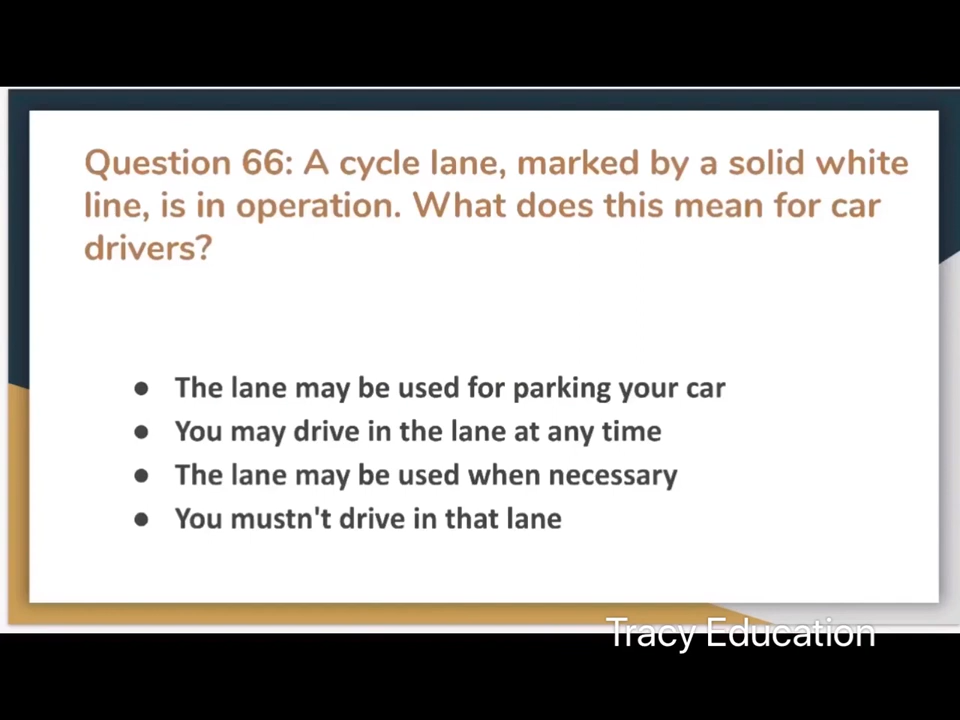 Question 66: A cycle lane, marked by a solid white
line, is in operation. What does this mean for car
drivers?
● The lane may be used for parking your car
● You may drive in the lane at any time
● The lane may be used when necessary
● You mustn't drive in that lane
Tracy Education